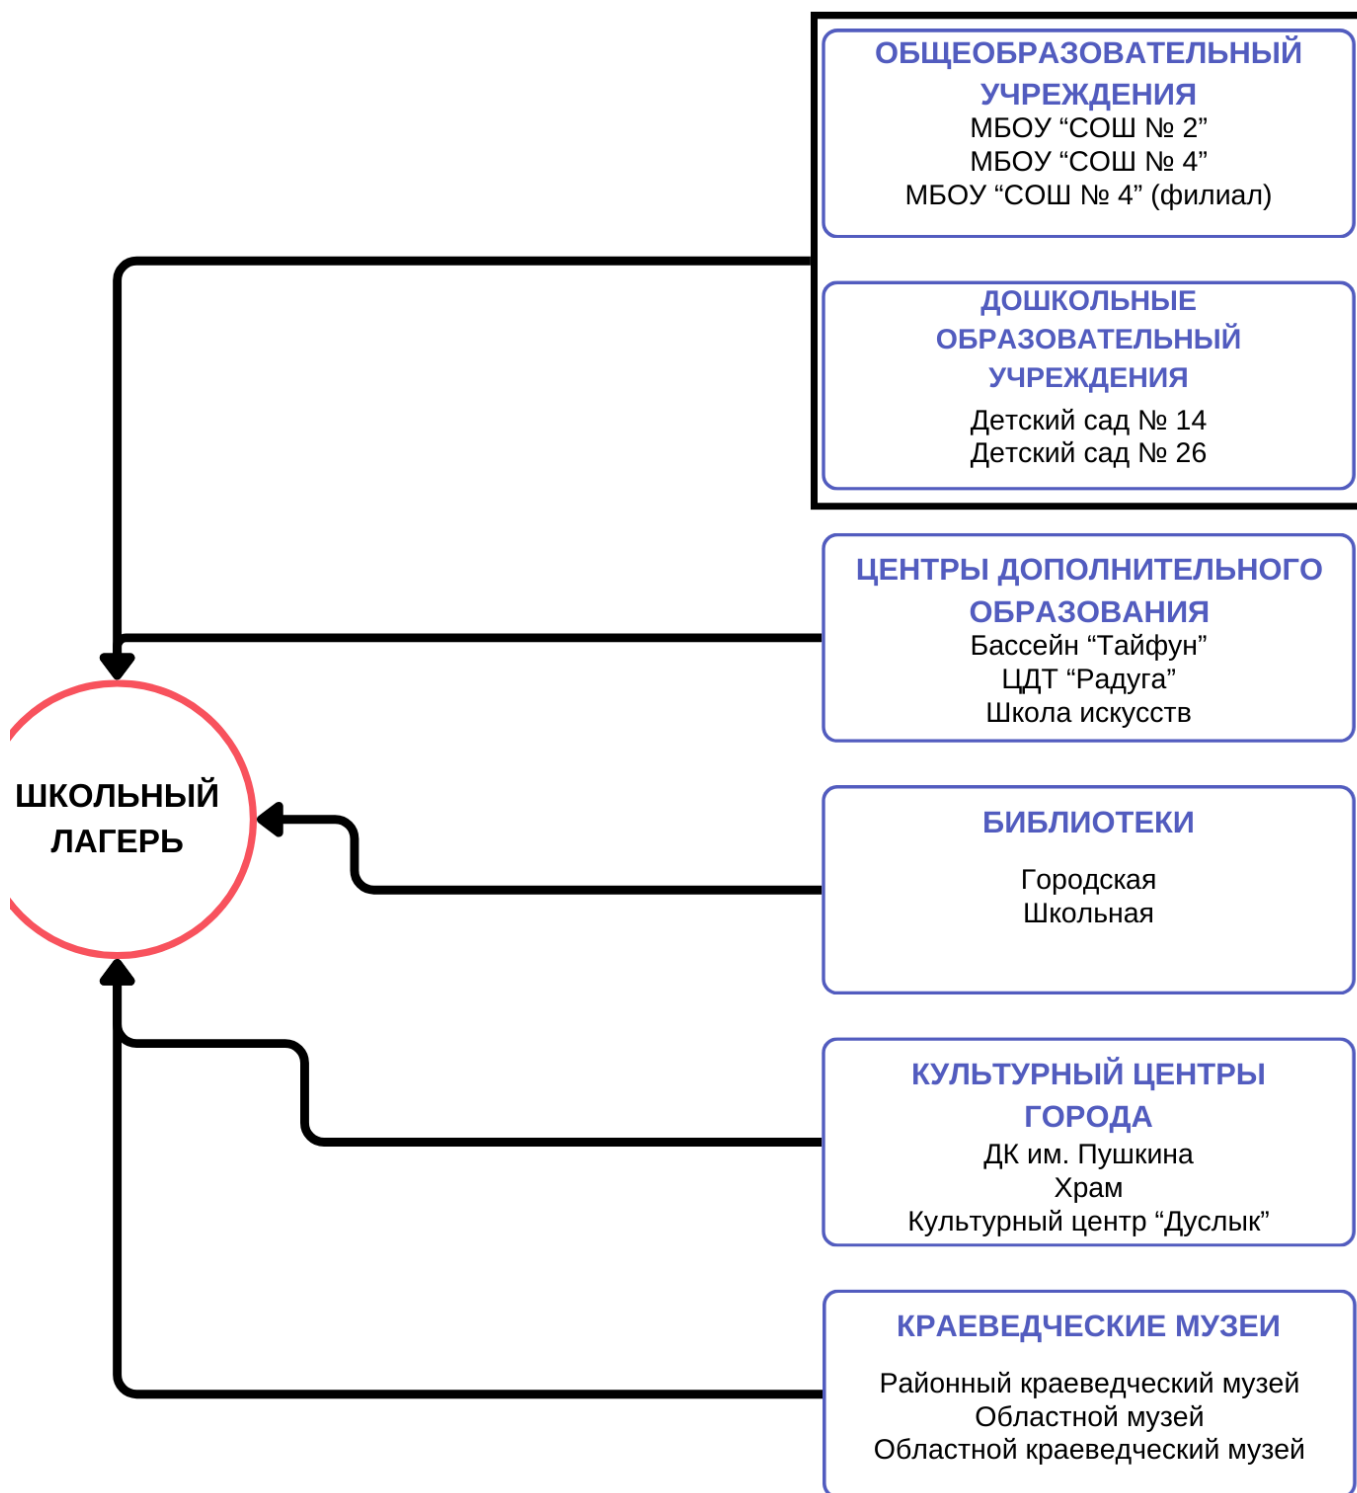 ОБЩЕОБРАЗОВАТЕЛЬНЫЙ
УЧРЕЖДЕНИЯ
МБОУ “СОШ № 2”
МБОУ “СОШ № 4”
МБОУ “СОШ № 4” (филиал)
ДОШКОЛЬНЫЕ
ОБРАЗОВАТЕЛЬНЫЙ
УЧРЕЖДЕНИЯ
Детский сад № 14
Детский сад № 26
ЦЕНТРЫ ДОПОЛНИТЕЛЬНОГО
ОБРАЗОВАНИЯ
Бассейн “Тайфун”
ЦДТ “Радуга”
Школа искусств
ШКОЛЬНЫЙ
ЛАГЕРЬ
БИБЛИОТЕКИ
Городская
Школьная
КУЛЬТУРНЫЙ ЦЕНТРЫ
ГОРОДА
ДК им. Пушкина
Храм
Культурный центр “Дуслык”
КРАЕВЕДЧЕСКИЕ МУЗЕИ
Районный краеведческий музей
Областной музей
Областной краеведческий музей